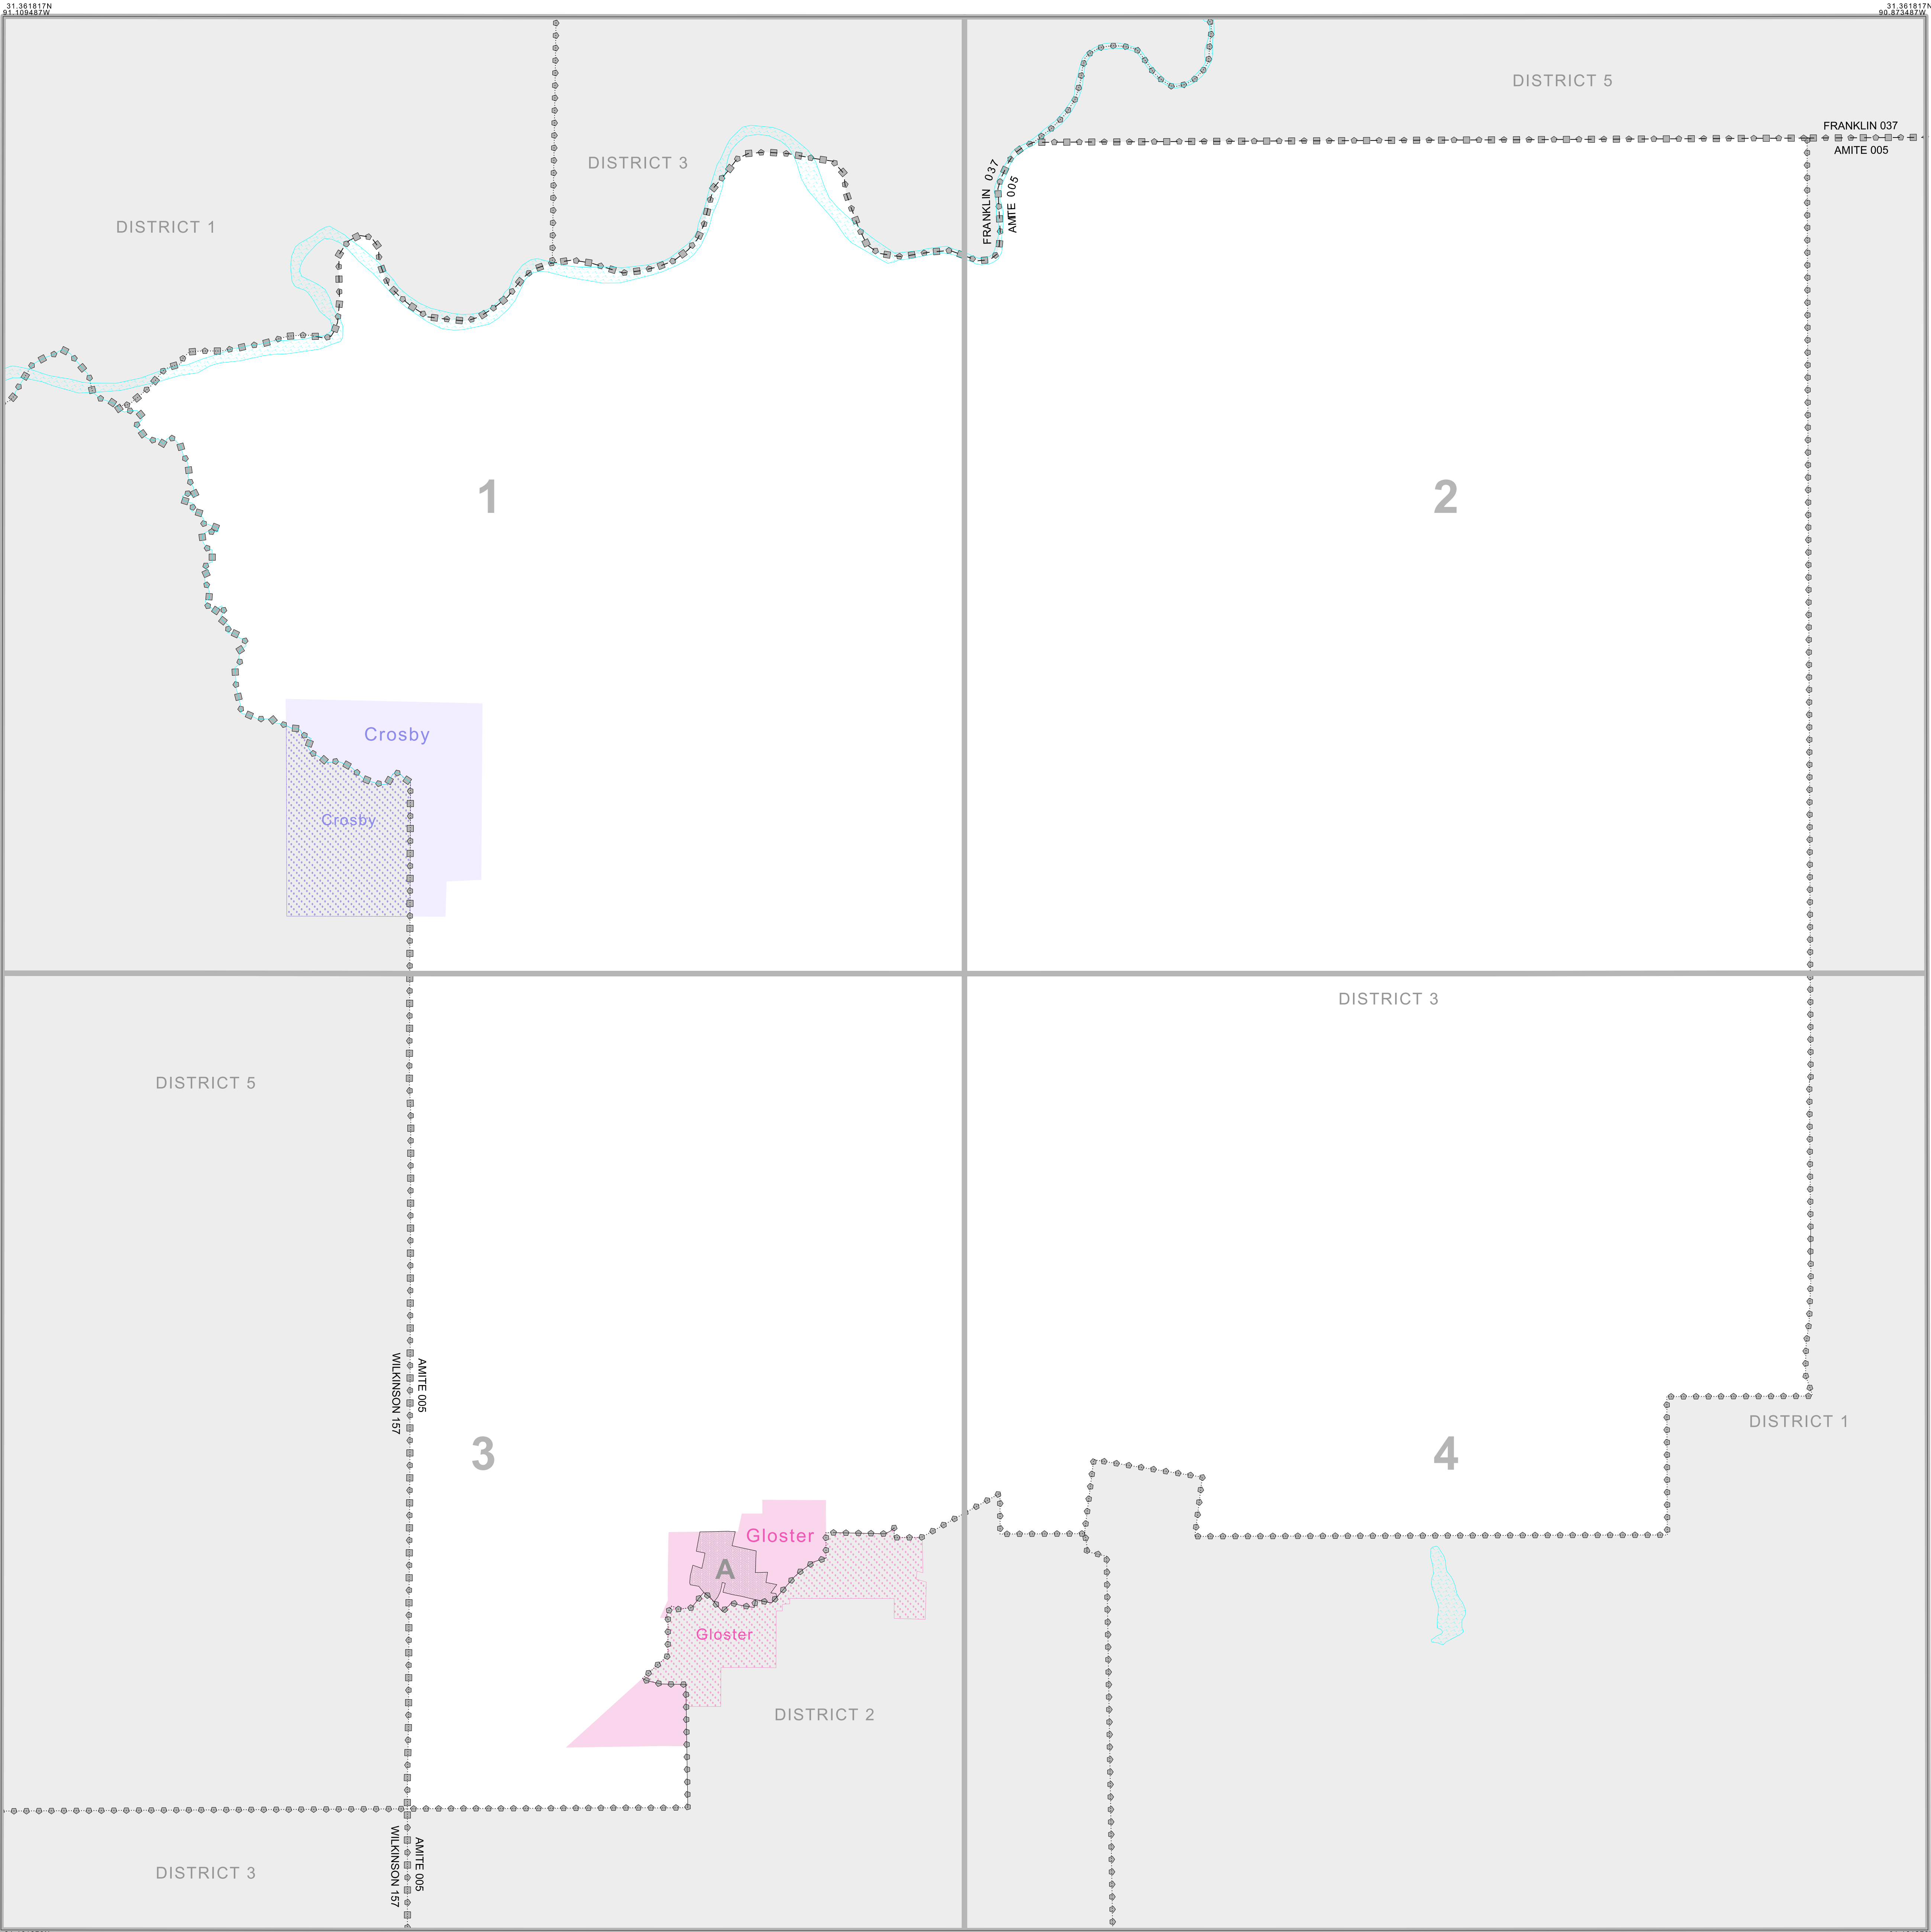 31.361817N
91.109487W
31.361817N
90.873487W
DISTRICT 5
FRANKLIN 037
AMITE 005
DISTRICT 3
FRANKLIN 037
AMITE 005
DISTRICT 1
1
2
Crosby
Crosby
DISTRICT 3
DISTRICT 5
WILKINSON 157
AMITE 005
DISTRICT 1
3
4
Gloster
A
Gloster
DISTRICT 2
WILKINSON 157
AMITE 005
DISTRICT 3